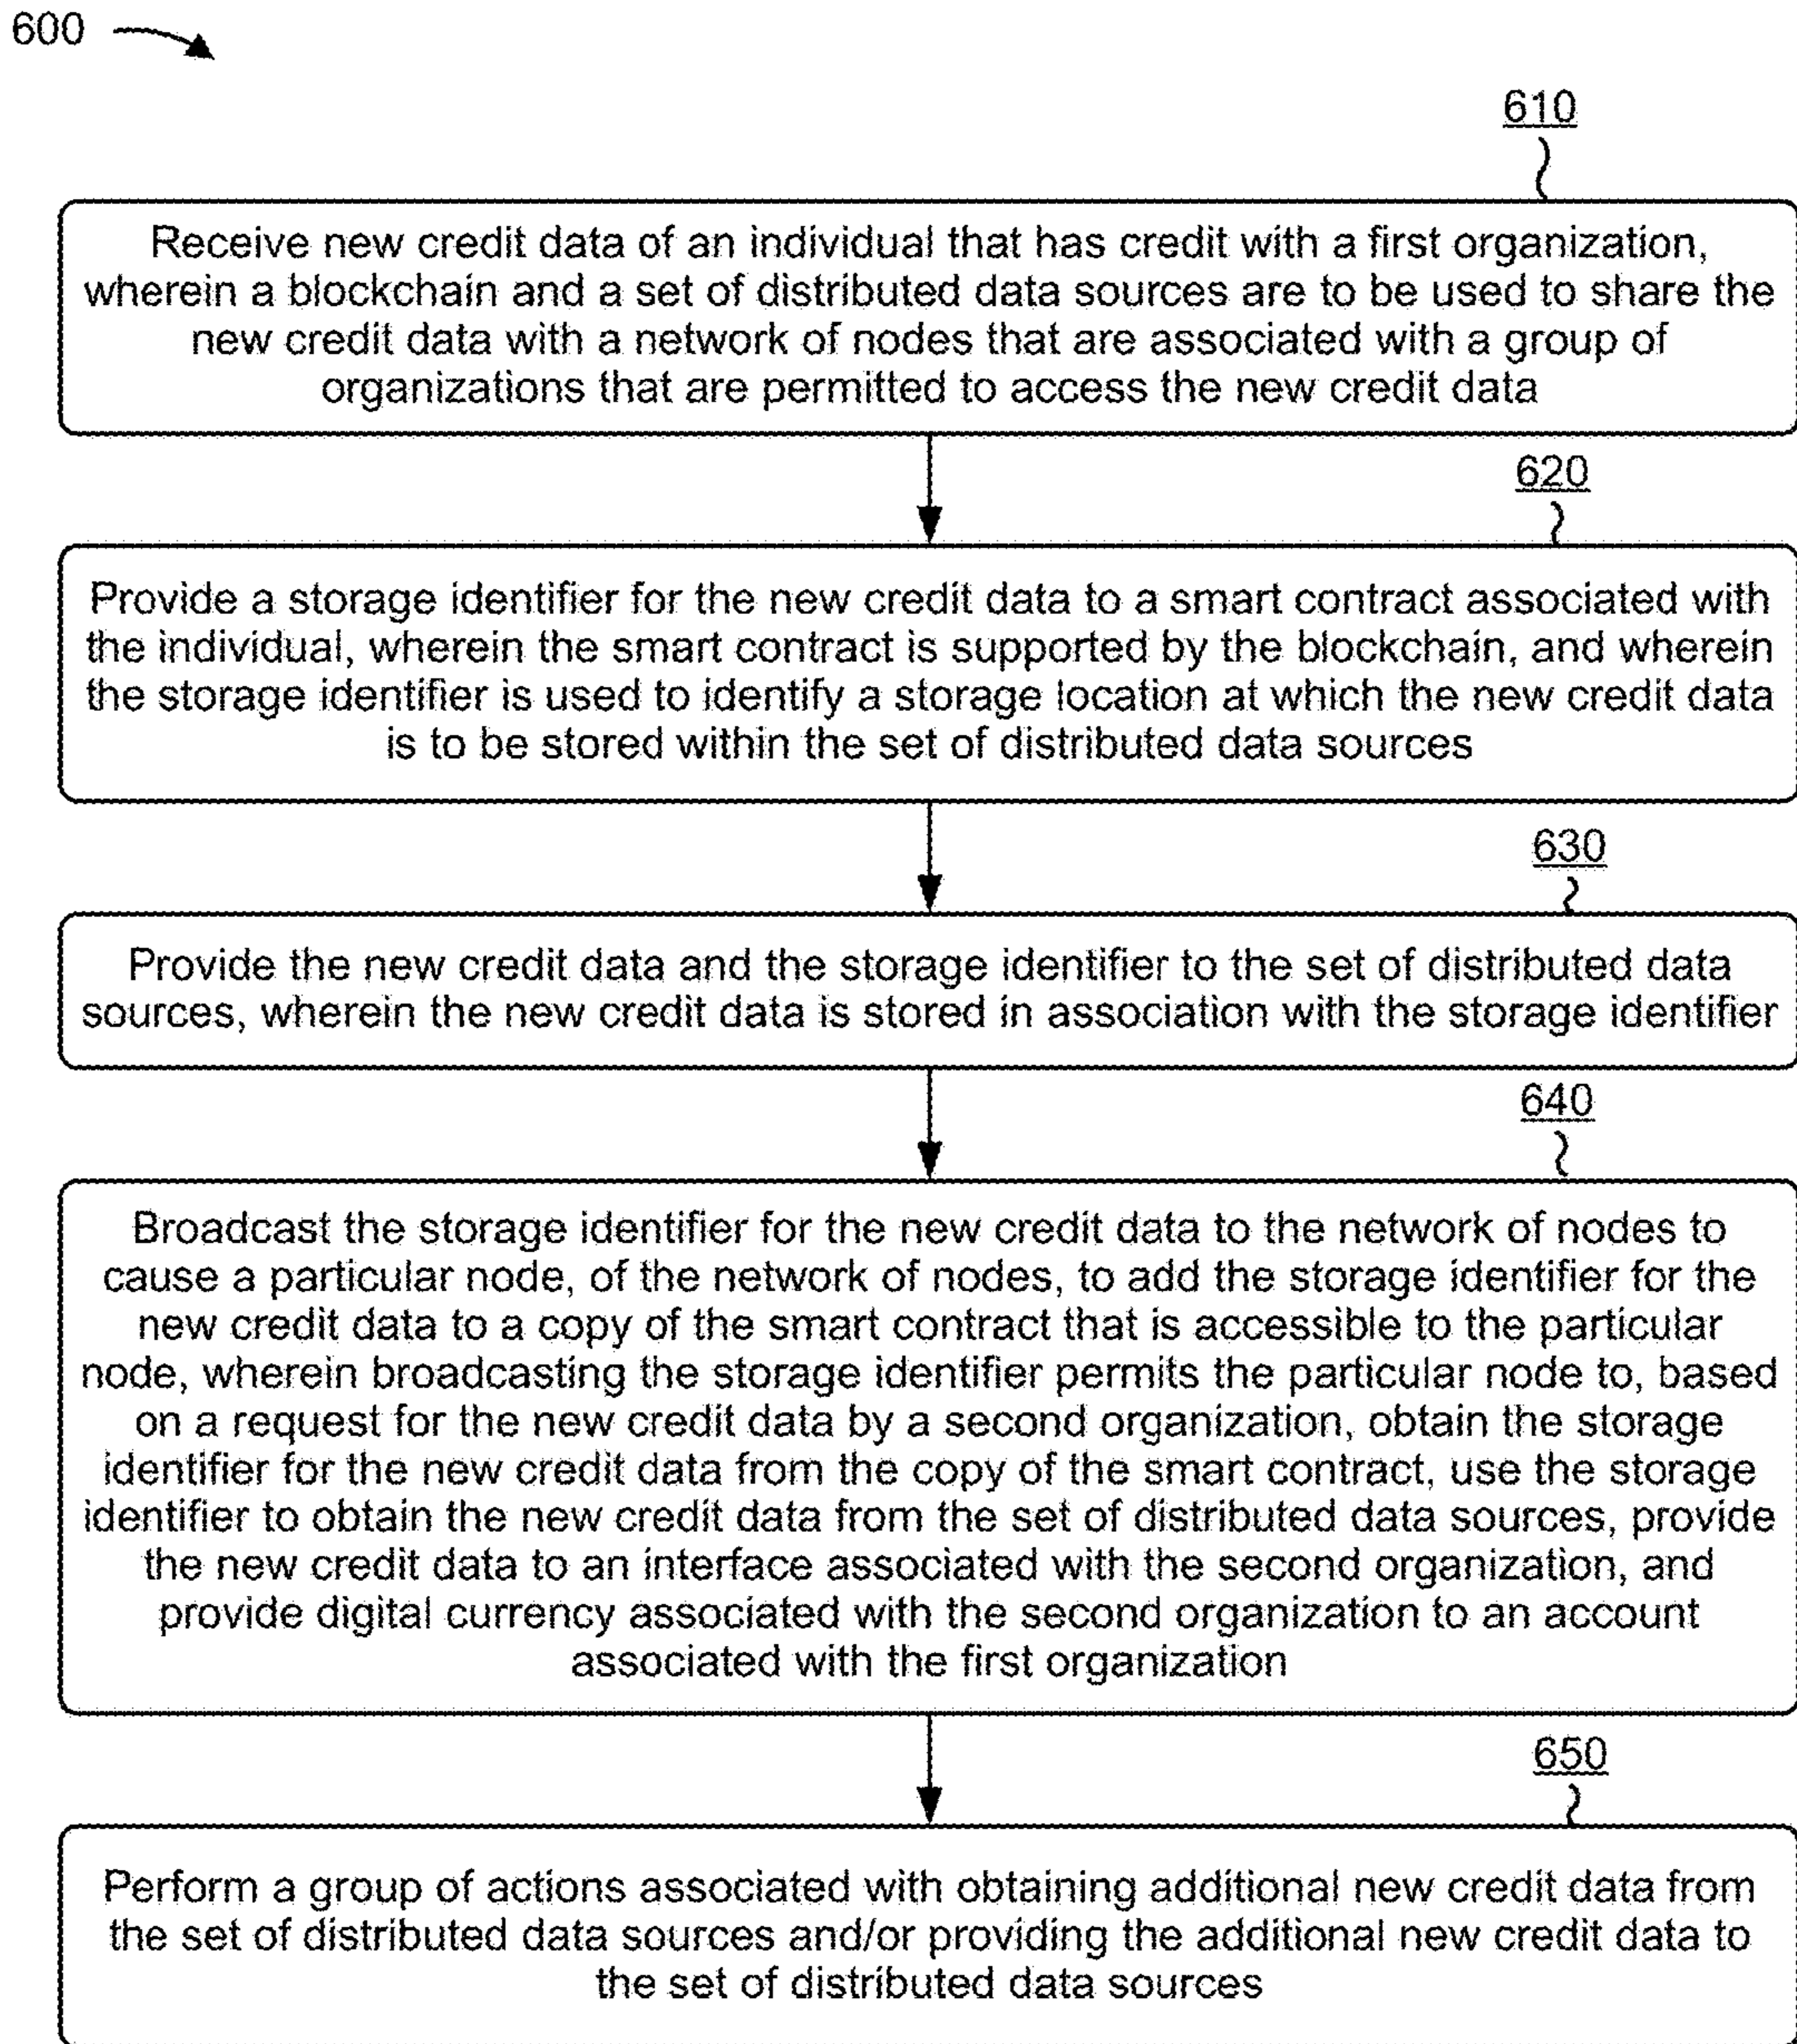 600
610
Receive new credit data of an individual that has credit with a first organization,
wherein a blockchain and a set of distributed data sources are to be used to share the
new credit data with a network of nodes that are associated with a group of
organizations that are permitted to access the new credit data
620
Provide a storage identifier for the new credit data to a smart contract associated with
the individual, wherein the smart contract is supported by the blockchain, and wherein
the storage identifier is used to identify a storage location at which the new credit data
is to be stored within the set of distributed data sources
630
Provide the new credit data and the storage identifier to the set of distributed data
sources, wherein the new credit data is stored in association with the storage identifier
640
Broadcast the storage identifier for the new credit data to the network of nodes to
cause a particular node, of the network of nodes, to add the storage identifier for the
new credit data to a copy of the smart contract that is accessible to the particular
node, wherein broadcasting the storage identifier permits the particular node to, based
on a request for the new credit data by a second organization, obtain the storage
identifier for the new credit data from the copy of the smart contract, use the storage
identifier to obtain the new credit data from the set of distributed data sources, provide
the new credit data to an interface associated with the second organization, and
provide digital currency associated with the second organization to an account
associated with the first organization
650
Perform a group of actions associated with obtaining additional new credit data from
the set of distributed data sources and/or providing the additional new credit data to
the set of distributed data sources